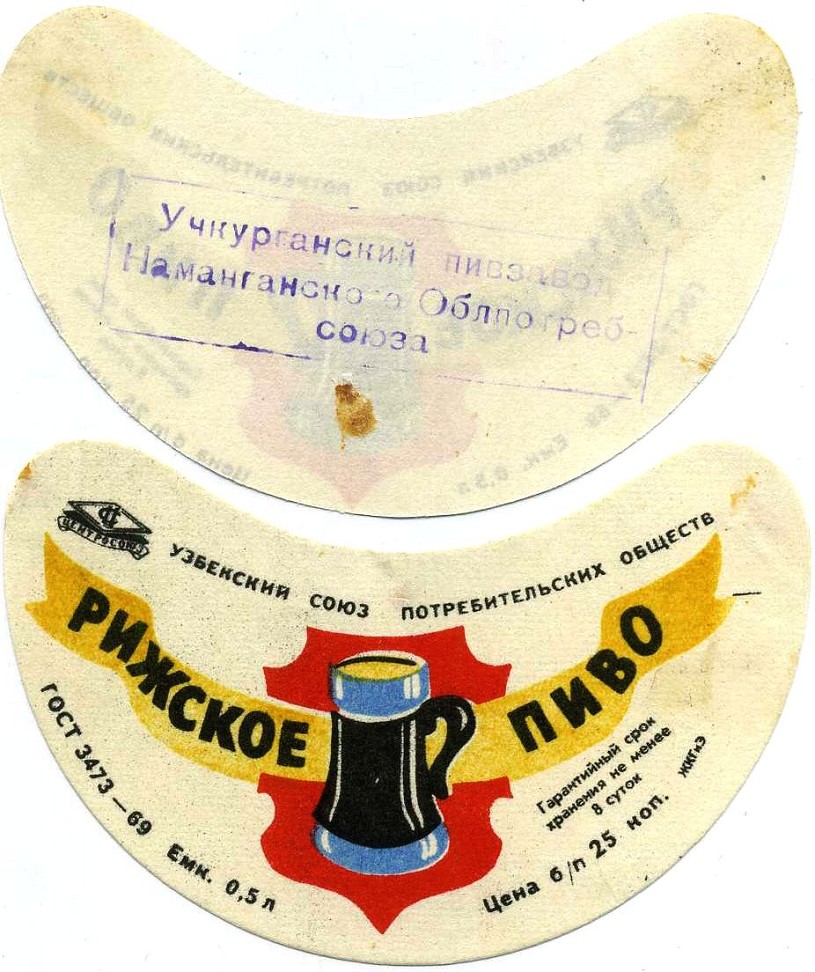 Учкурганский пивзавод
Наманганского Облпотреб-
союза
ЦЕНТРОСОЮЗ
УЗБЕКСКИЙ СОЮЗ ПОТРЕБИТЕЛЬСКИХ ОБЩЕСТВ
РИЖСКОЕ ПИВО
ГОСТ 3473-69 Емк. 0,5 л
Гарантийный срок
хранения не менее
8 суток
Цена б/п 25 коп. ЖКГиЭ